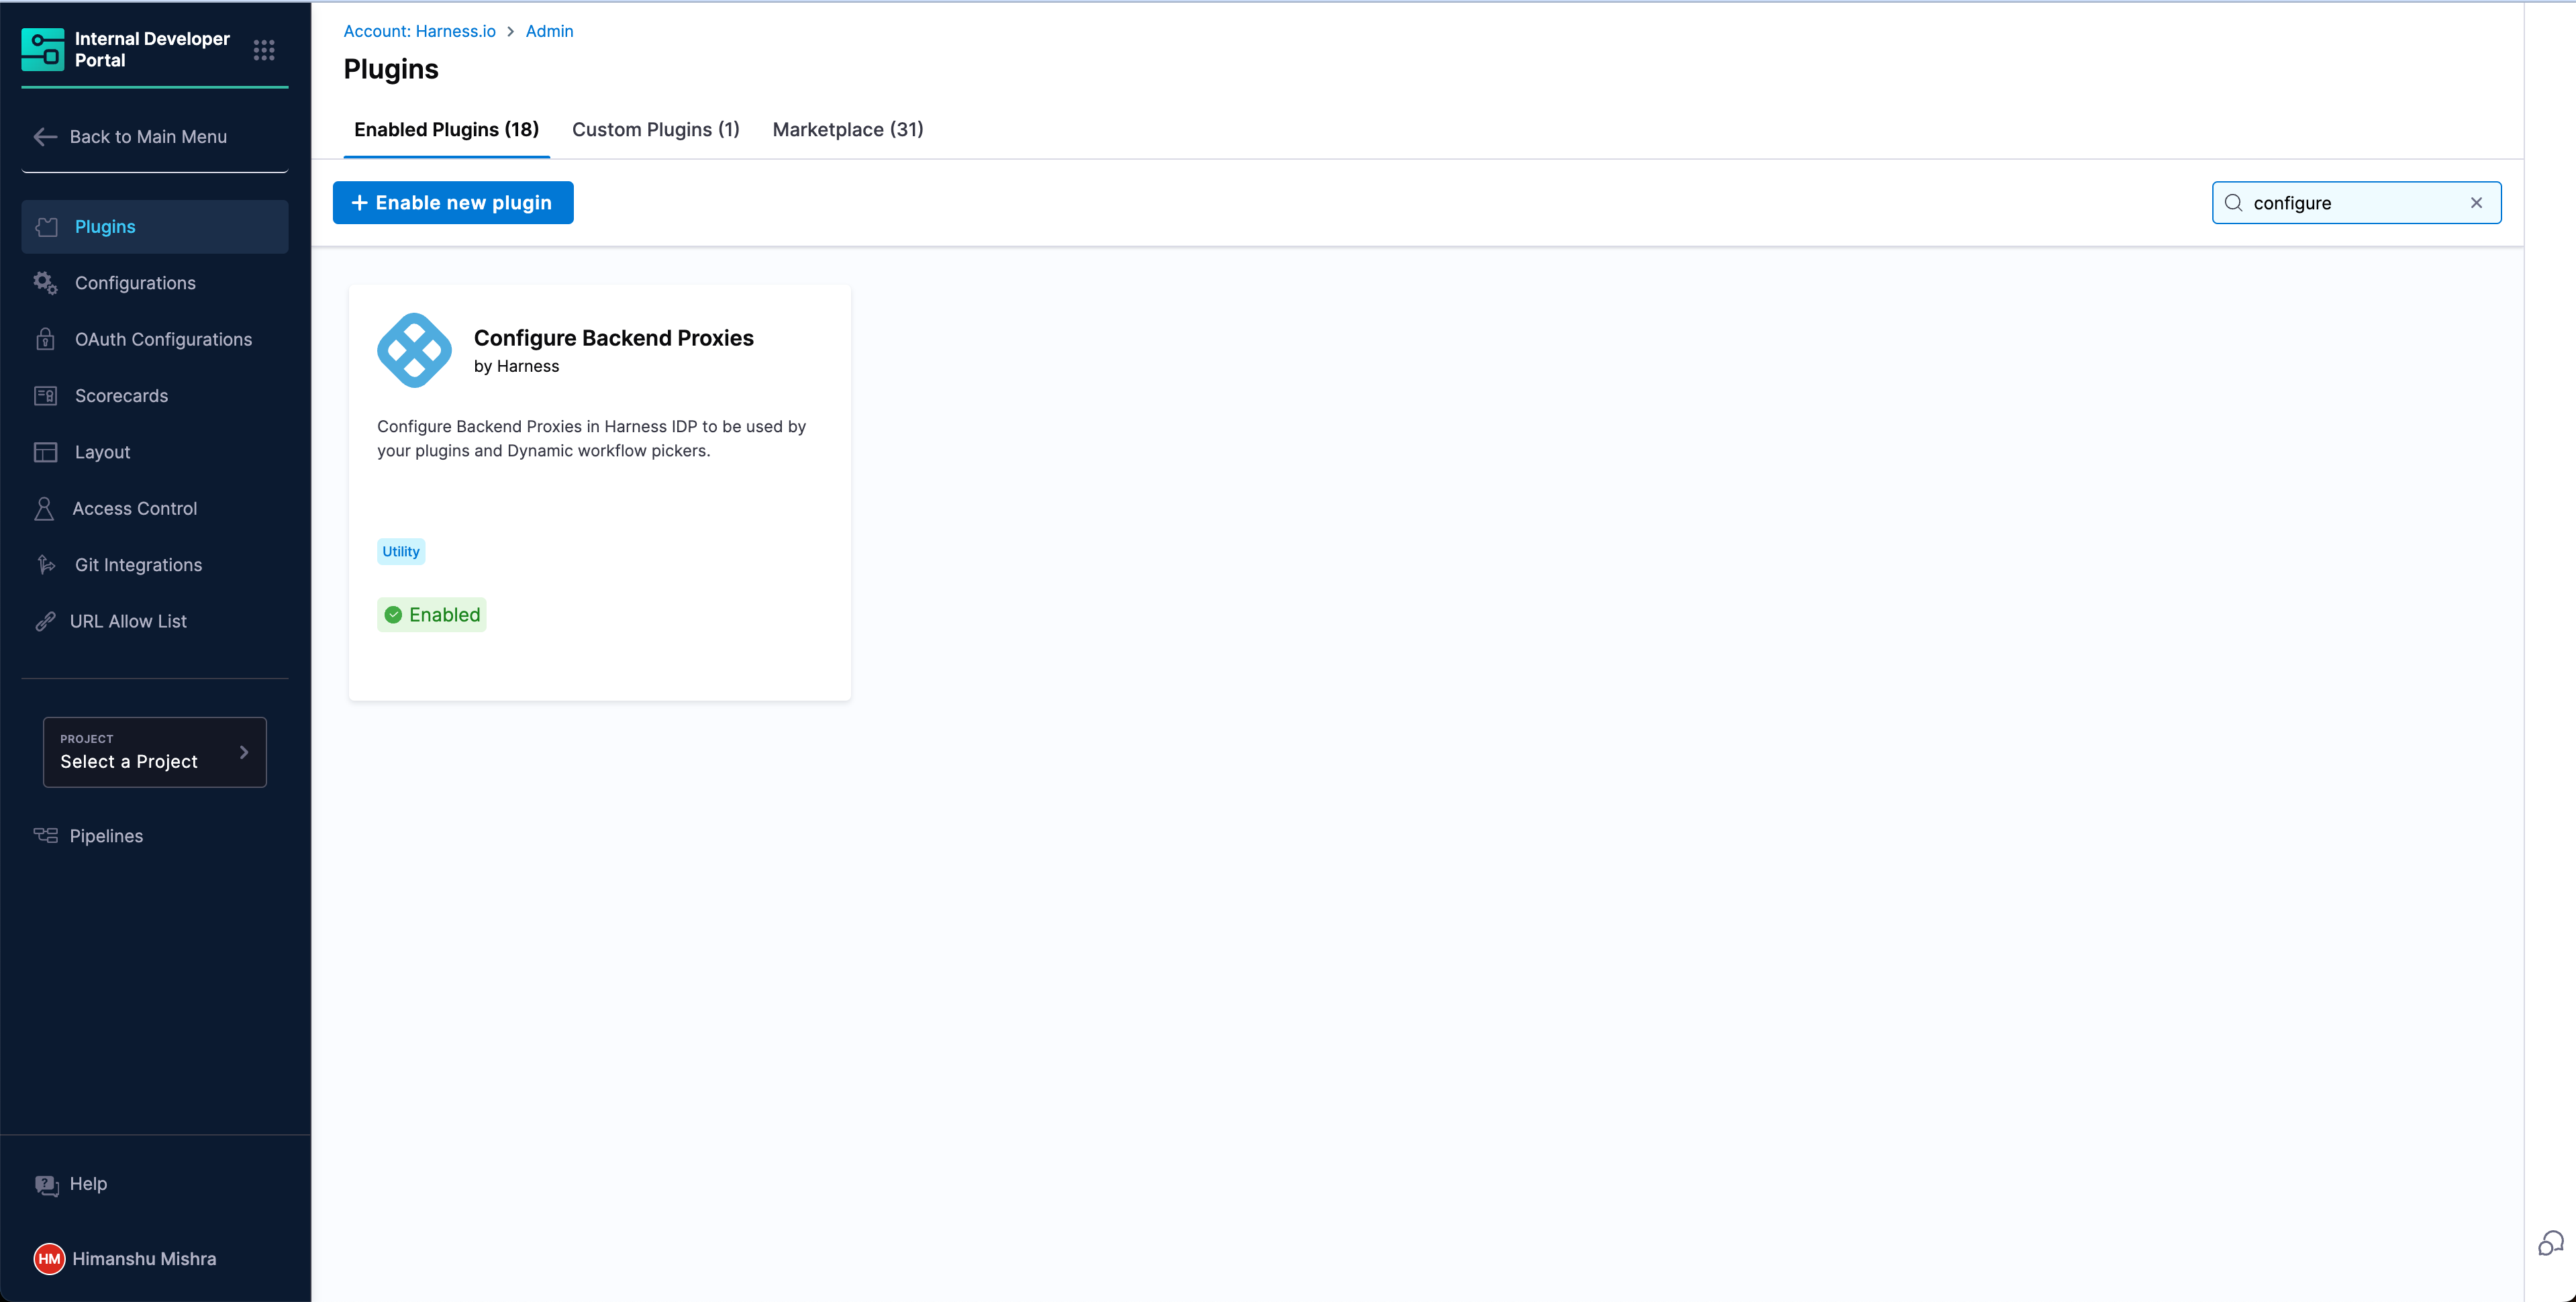 Internal Developer
Portal
Back to Main Menu
Plugins
Configurations
OAuth Configurations
Scorecards
Layout
Access Control
Git Integrations
URL Allow List
PROJECT
Select a Project
Pipelines
Help
HM Himanshu Mishra
Account: Harness.io > Admin
Plugins
Enabled Plugins (18) Custom Plugins (1) Marketplace (31)
+ Enable new plugin
configure
Configure Backend Proxies
by Harness
Configure Backend Proxies in Harness IDP to be used by
your plugins and Dynamic workflow pickers.
Utility
Enabled